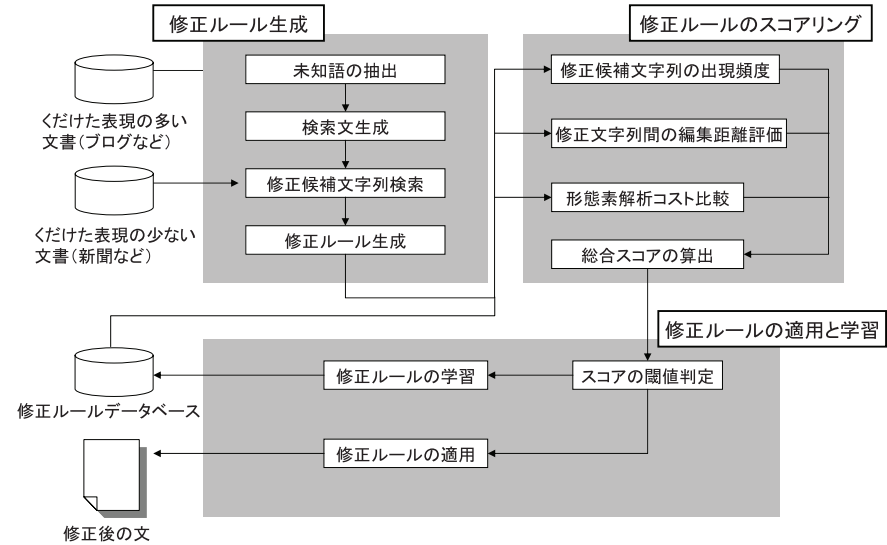 修正ルール生成
未知語の抽出
検索文生成
修正候補文字列検索
修正ルール生成
くだけた表現の多い
文書(ブログなど)
くだけた表現の少ない
文書(新聞など)
修正ルールのスコアリング
修正候補文字列の出現頻度
修正文字列間の編集距離評価
形態素解析コスト比較
総合スコアの算出
修正ルールの適用と学習
スコアの閾値判定
修正ルールの学習
修正ルールの適用
修正ルールデータベース
修正後の文